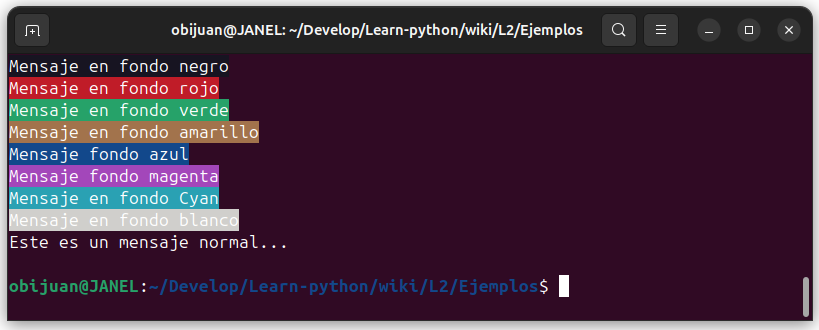 obijuan@JANEL: ~/Develop/Learn-python/wiki/L2/Ejemplos
Mensaje en fondo negro
Mensaje en fondo rojo
Mensaje en fondo verde
Mensaje en fondo amarillo
Mensaje fondo azul
Mensaje fondo magenta
Mensaje en fondo Cyan
Mensaje en fondo blanco
Este es un mensaje normal...
obijuan@JANEL:~/Develop/Learn-python/wiki/L2/Ejemplos$